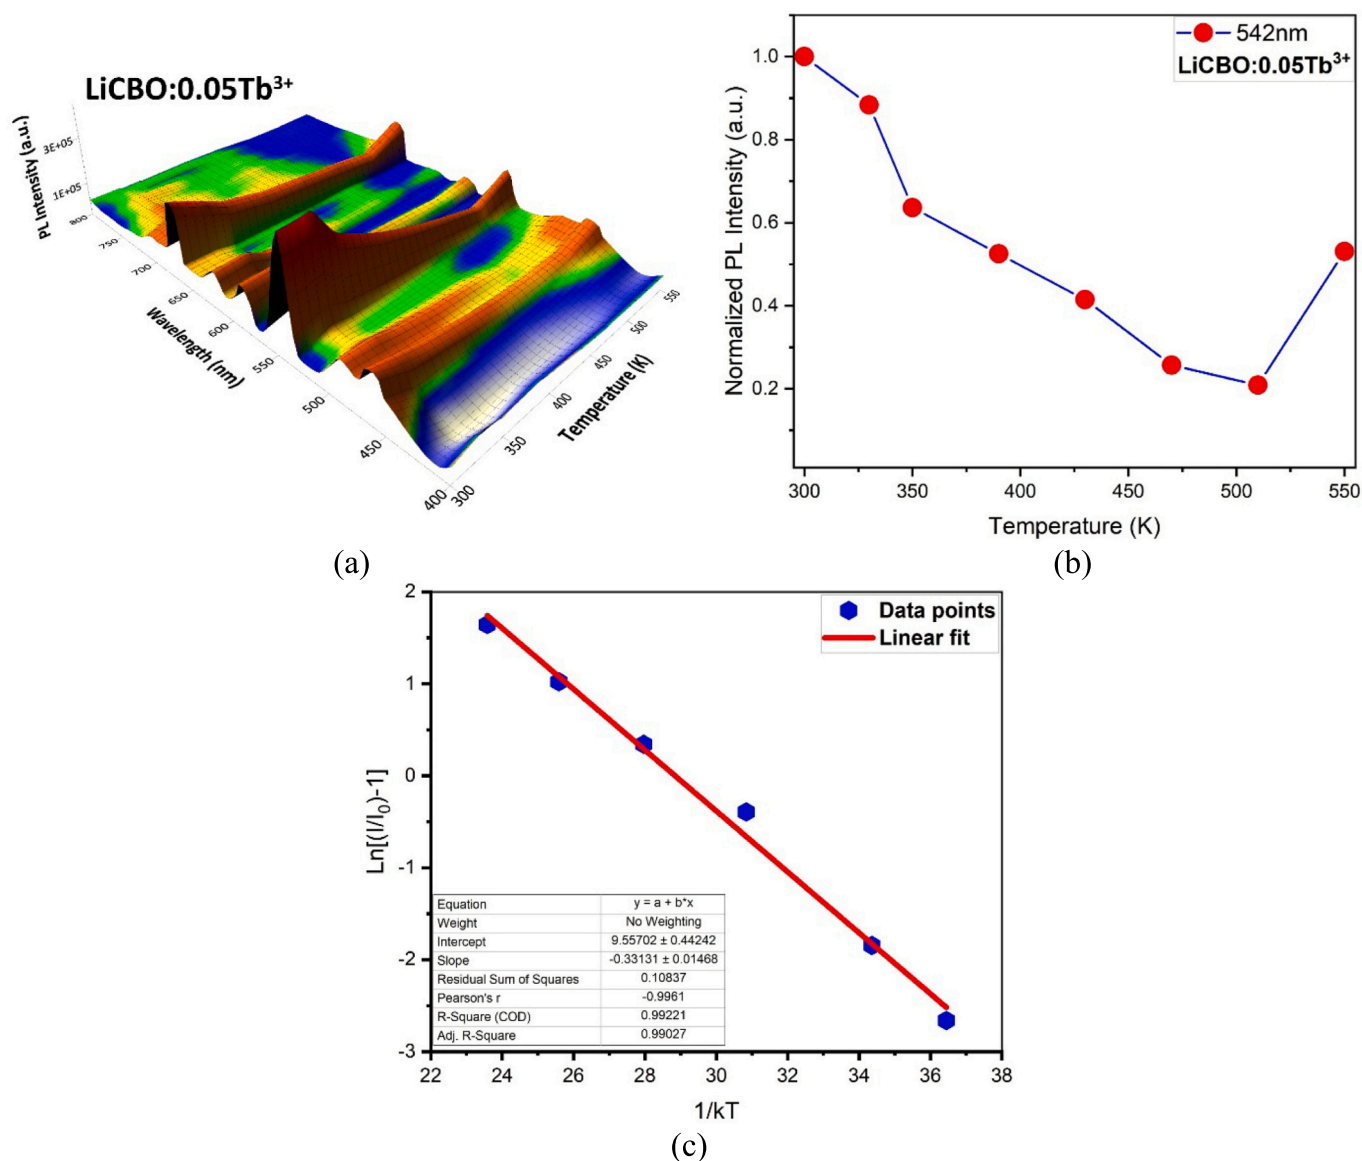 LiCBO:0.05Tb³⁺
PL Intensity (a.u.)
3E+05
1E+05
800
750
700
650
600
550
500
450
400
Wavelength (nm)
300
350
400
450
500
550
Temperature (K)
(a)
542nm
LiCBO:0.05Tb³⁺
Normalized PL Intensity (a.u.)
1.0
0.8
0.6
0.4
0.2
300 350 400 450 500 550
Temperature (K)
(b)
Data points
Linear fit
Ln[(I/I₀)-1]
2
1
0
-1
-2
-3
Equation y = a + b*x
Weight No Weighting
Intercept 9.55702 ± 0.44242
Slope -0.33131 ± 0.01468
Residual Sum of Squares 0.10837
Pearson's r -0.9961
R-Square (COD) 0.99221
Adj. R-Square 0.99027
22 24 26 28 30 32 34 36 38
1/kT
(c)